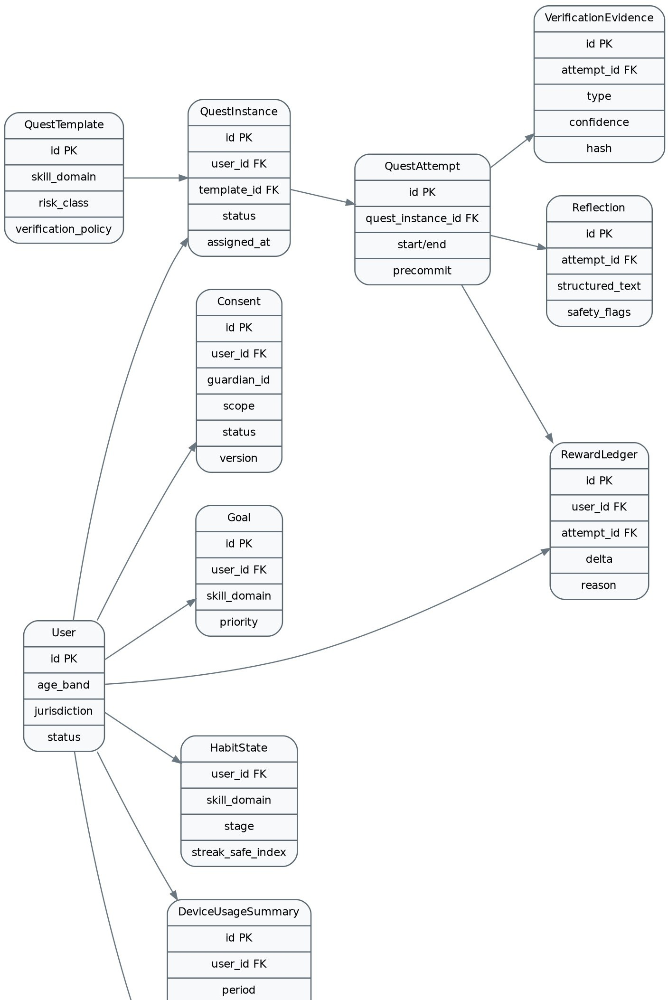 QuestTemplate
id PK
skill_domain
risk_class
verification_policy
QuestInstance
id PK
user_id FK
template_id FK
status
assigned_at
QuestAttempt
id PK
quest_instance_id FK
start/end
precommit
VerificationEvidence
id PK
attempt_id FK
type
confidence
hash
Reflection
id PK
attempt_id FK
structured_text
safety_flags
Consent
id PK
user_id FK
guardian_id
scope
status
version
Goal
id PK
user_id FK
skill_domain
priority
RewardLedger
id PK
user_id FK
attempt_id FK
delta
reason
User
id PK
age_band
jurisdiction
status
HabitState
user_id FK
skill_domain
stage
streak_safe_index
DeviceUsageSummary
id PK
user_id FK
period